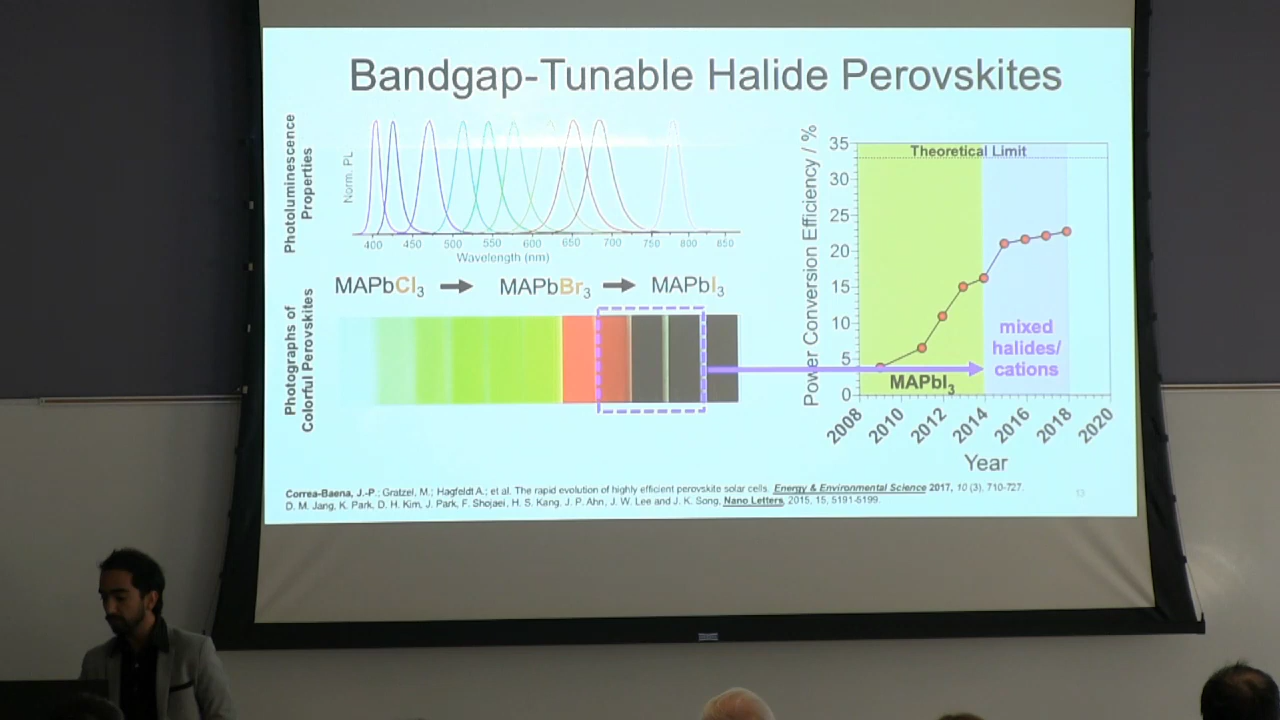 Bandgap-Tunable Halide Perovskites
Photoluminescence
Properties
Norm. PL
400 450 500 550 600 650 700 750 800 850
Wavelength (nm)
MAPbCl3 MAPbBr3 MAPbI3
Photographs of
Colorful Perovskites
Power Conversion Efficiency / %
35
30
25
20
15
10
5
0
Theoretical Limit
mixed
halides/
cations
MAPbI3
2008 2010 2012 2014 2016 2018 2020
Year
Correa-Baena, J.-P.; Gratzel, M.; Hagfeldt A.; et al. The rapid evolution of highly efficient perovskite solar cells. Energy & Environmental Science 2017, 10 (3), 710-727.
D. M. Jang, K. Park, D. H. Kim, J. Park, F. Shojaei, H. S. Kang, J. P. Ahn, J. W. Lee and J. K. Song, Nano Letters, 2015, 15, 5191-5199.
13